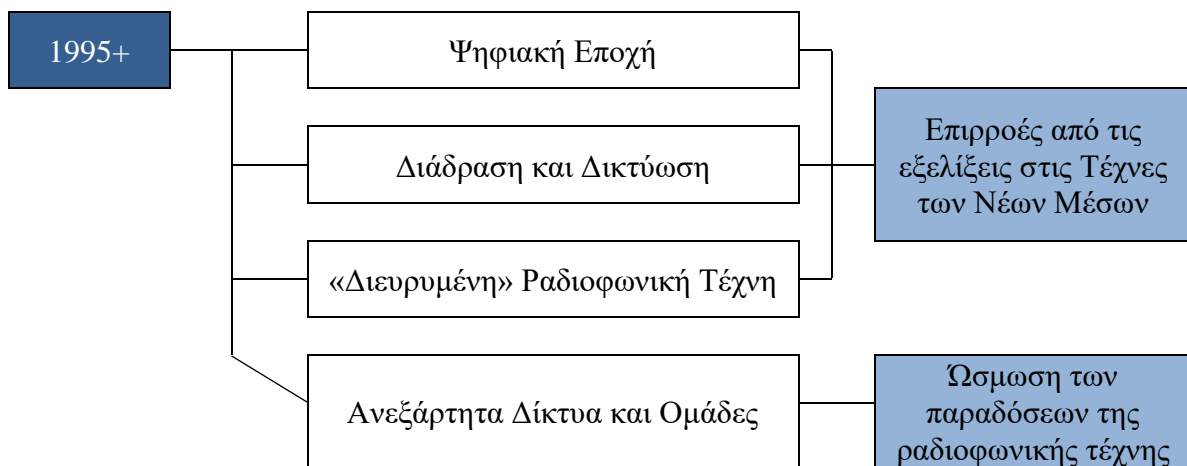 1995+
Ψηφιακή Εποχή
Διάδραση και Δικτύωση
«Διευρυμένη» Ραδιοφωνική Τέχνη
Ανεξάρτητα Δίκτυα και Ομάδες
Επιρροές από τις
εξελίξεις στις Τέχνες
των Νέων Μέσων
Ώσμωση των
παραδόσεων της
ραδιοφωνικής τέχνης